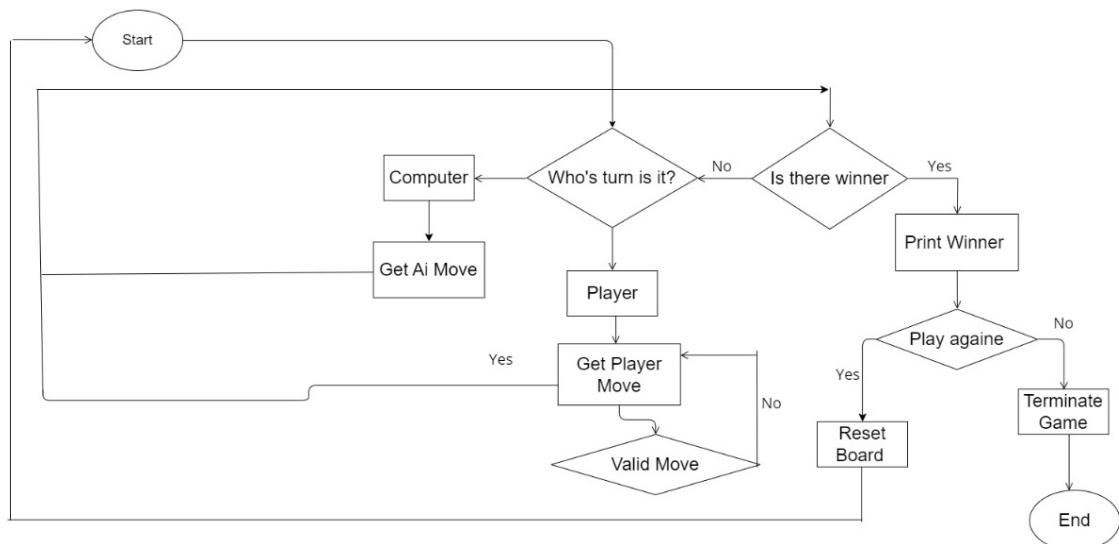 Start
No
Yes
Computer
Who's turn is it?
Is there winner
Print Winner
Get Ai Move
Player
Play againe
No
Yes
Get Player
Move
Yes
No
Terminate
Game
Reset
Board
Valid Move
End